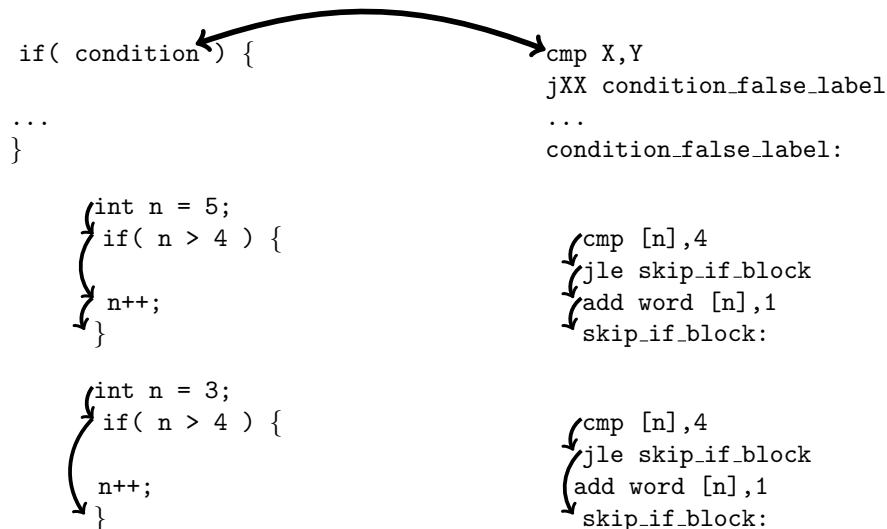 if( condition ) { cmp X,Y
jXX condition_false_label
... ...
} condition_false_label:
int n = 5;
if( n > 4 ) { cmp [n],4
jle skip_if_block
n++; add word [n],1
} skip_if_block:
int n = 3;
if( n > 4 ) { cmp [n],4
jle skip_if_block
n++; add word [n],1
} skip_if_block: